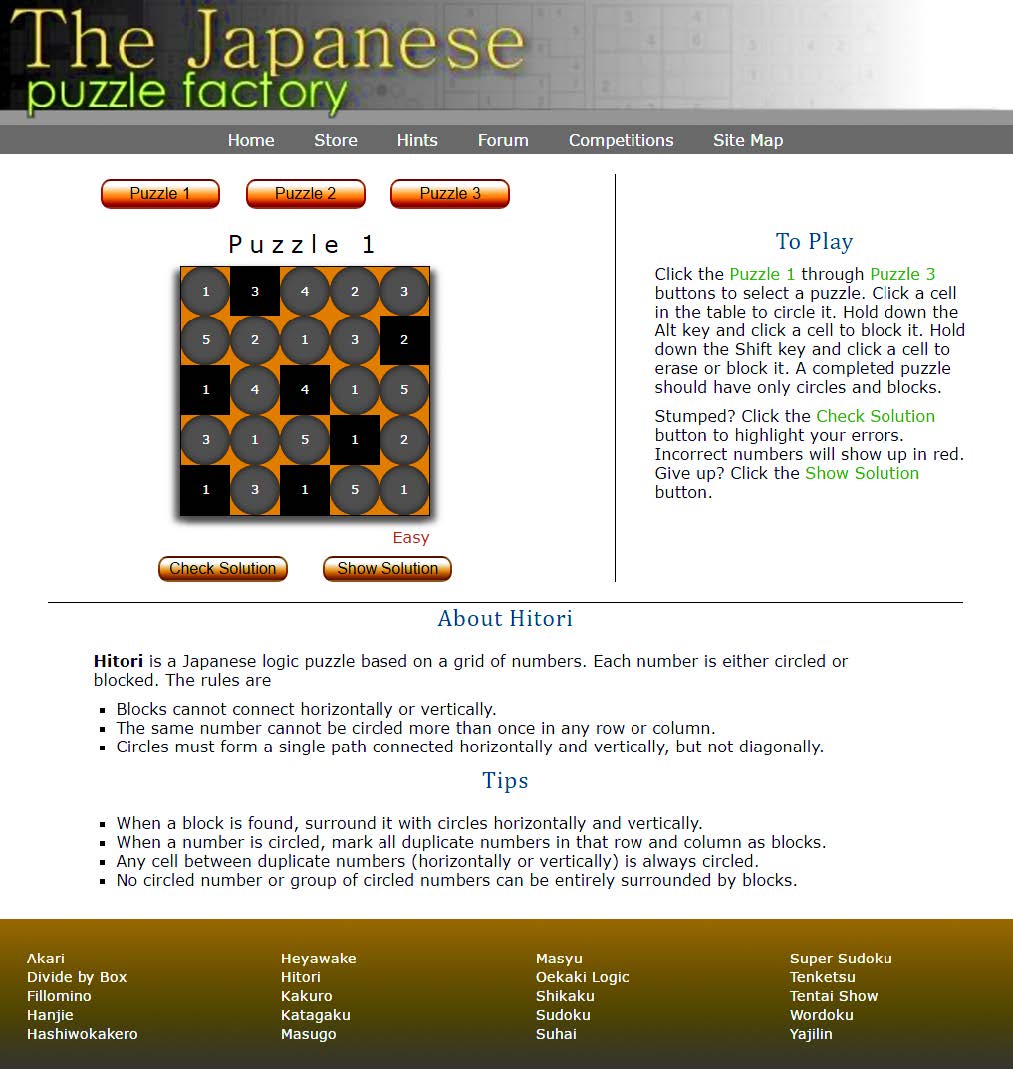 The Japanese
puzzle factory
Home Store Hints Forum Competitions Site Map
Puzzle 1 Puzzle 2 Puzzle 3
Puzzle 1
1 3 4 2 3
5 2 1 3 2
1 4 4 1 5
3 1 5 1 2
1 3 1 5 1
Easy
Check Solution Show Solution
To Play
Click the Puzzle 1 through Puzzle 3
buttons to select a puzzle. Click a cell
in the table to circle it. Hold down the
Alt key and click a cell to block it. Hold
down the Shift key and click a cell to
erase or block it. A completed puzzle
should have only circles and blocks.
Stumped? Click the Check Solution
button to highlight your errors.
Incorrect numbers will show up in red.
Give up? Click the Show Solution
button.
About Hitori
Hitori is a Japanese logic puzzle based on a grid of numbers. Each number is either circled or
blocked. The rules are
Blocks cannot connect horizontally or vertically.
The same number cannot be circled more than once in any row or column.
Circles must form a single path connected horizontally and vertically, but not diagonally.
Tips
When a block is found, surround it with circles horizontally and vertically.
When a number is circled, mark all duplicate numbers in that row and column as blocks.
Any cell between duplicate numbers (horizontally or vertically) is always circled.
No circled number or group of circled numbers can be entirely surrounded by blocks.
Akari
Divide by Box
Fillomino
Hanjie
Hashiwokakero
Heyawake
Hitori
Kakuro
Katagaku
Masugo
Masyu
Oekaki Logic
Shikaku
Sudoku
Suhai
Super Sudoku
Tenketsu
Tentai Show
Wordoku
Yajilin